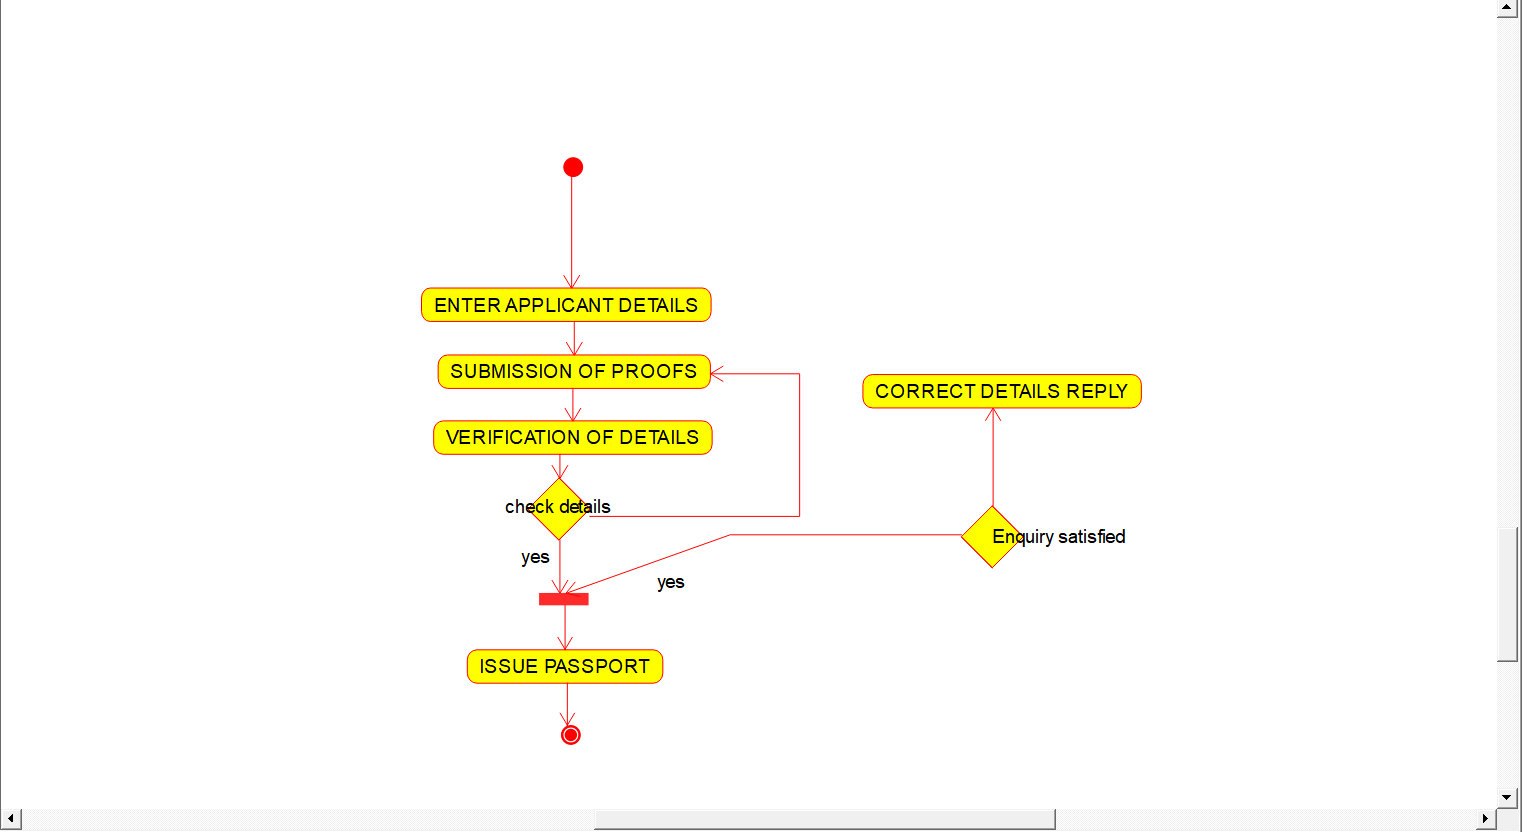 ENTER APPLICANT DETAILS
SUBMISSION OF PROOFS
CORRECT DETAILS REPLY
VERIFICATION OF DETAILS
check details
Enquiry satisfied
yes
yes
ISSUE PASSPORT